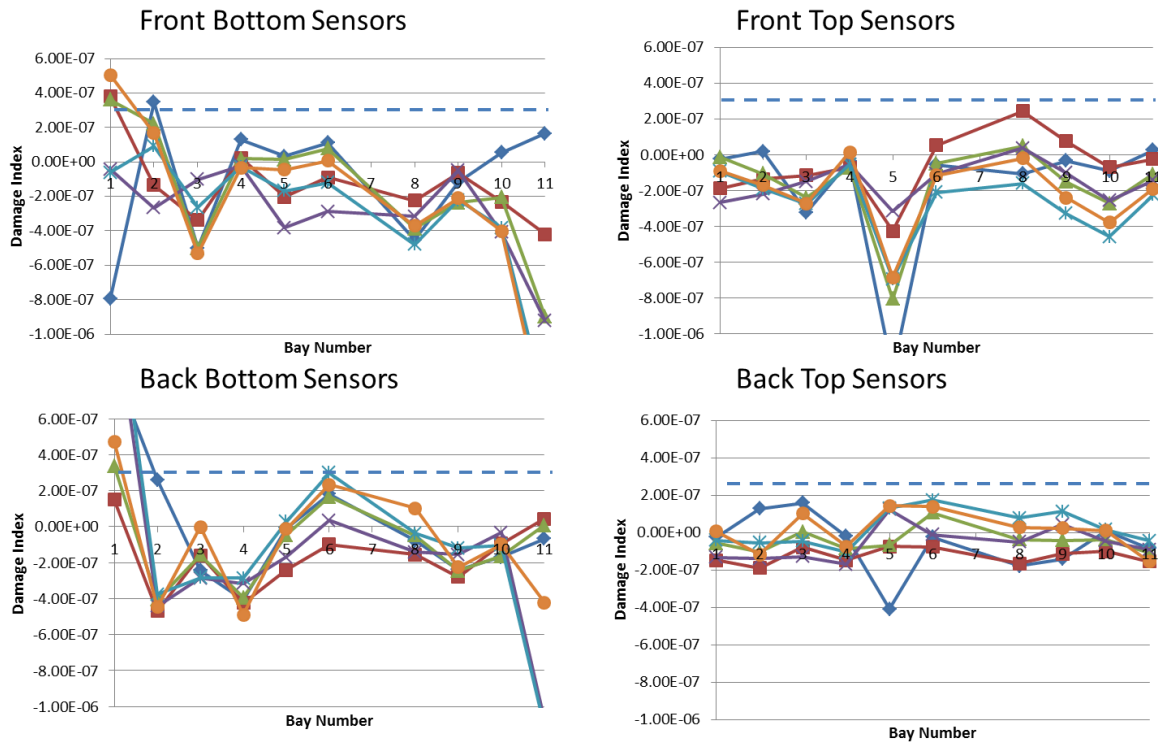 Front Bottom Sensors
6.00E-07
4.00E-07
2.00E-07
0.00E+00
-2.00E-07
-4.00E-07
-6.00E-07
-8.00E-07
-1.00E-06
Damage Index
1 2 3 4 5 6 7 8 9 10 11
Bay Number
Front Top Sensors
6.00E-07
4.00E-07
2.00E-07
0.00E+00
-2.00E-07
-4.00E-07
-6.00E-07
-8.00E-07
-1.00E-06
Damage Index
1 2 3 4 5 6 7 8 9 10 11
Bay Number
Back Bottom Sensors
6.00E-07
4.00E-07
2.00E-07
0.00E+00
-2.00E-07
-4.00E-07
-6.00E-07
-8.00E-07
-1.00E-06
Damage Index
1 2 3 4 5 6 7 8 9 10 11
Bay Number
Back Top Sensors
6.00E-07
4.00E-07
2.00E-07
0.00E+00
-2.00E-07
-4.00E-07
-6.00E-07
-8.00E-07
-1.00E-06
Damage Index
1 2 3 4 5 6 7 8 9 10 11
Bay Number